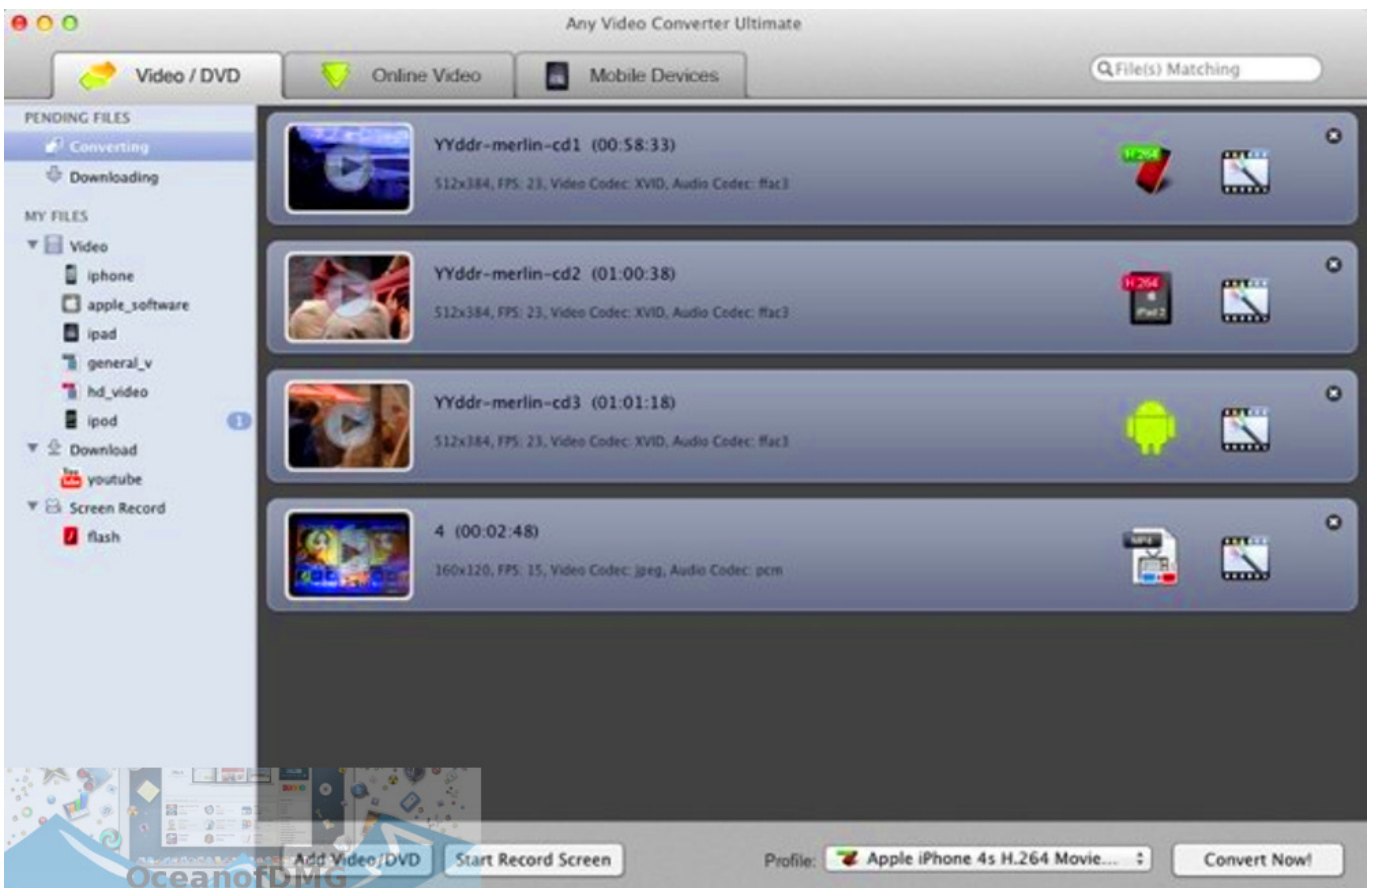 Any Video Converter Ultimate
Video / DVD
Online Video
Mobile Devices
File(s) Matching
PENDING FILES
Converting
Downloading
MY FILES
Video
iphone
apple_software
ipad
general_v
hd_video
ipod
1
Download
youtube
Screen Record
flash
YYddr-merlin-cd1 (00:58:33)
512x384, FPS: 23, Video Codec: XVID, Audio Codec: ffac3
H.264
YYddr-merlin-cd2 (01:00:38)
512x384, FPS: 23, Video Codec: XVID, Audio Codec: ffac3
H.264
iPad 2
YYddr-merlin-cd3 (01:01:18)
512x384, FPS: 23, Video Codec: XVID, Audio Codec: ffac3
4 (00:02:48)
160x120, FPS: 15, Video Codec: jpeg, Audio Codec: pcm
MP4
Add Video/DVD
Start Record Screen
Profile:
Apple iPhone 4s H.264 Movie...
Convert Now!
OceanofDMG